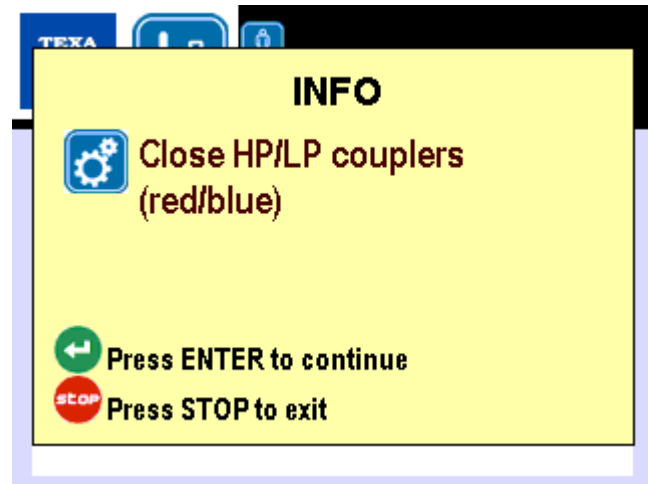 TEXA
INFO
Close HP/LP couplers
(red/blue)
Press ENTER to continue
stop
Press STOP to exit